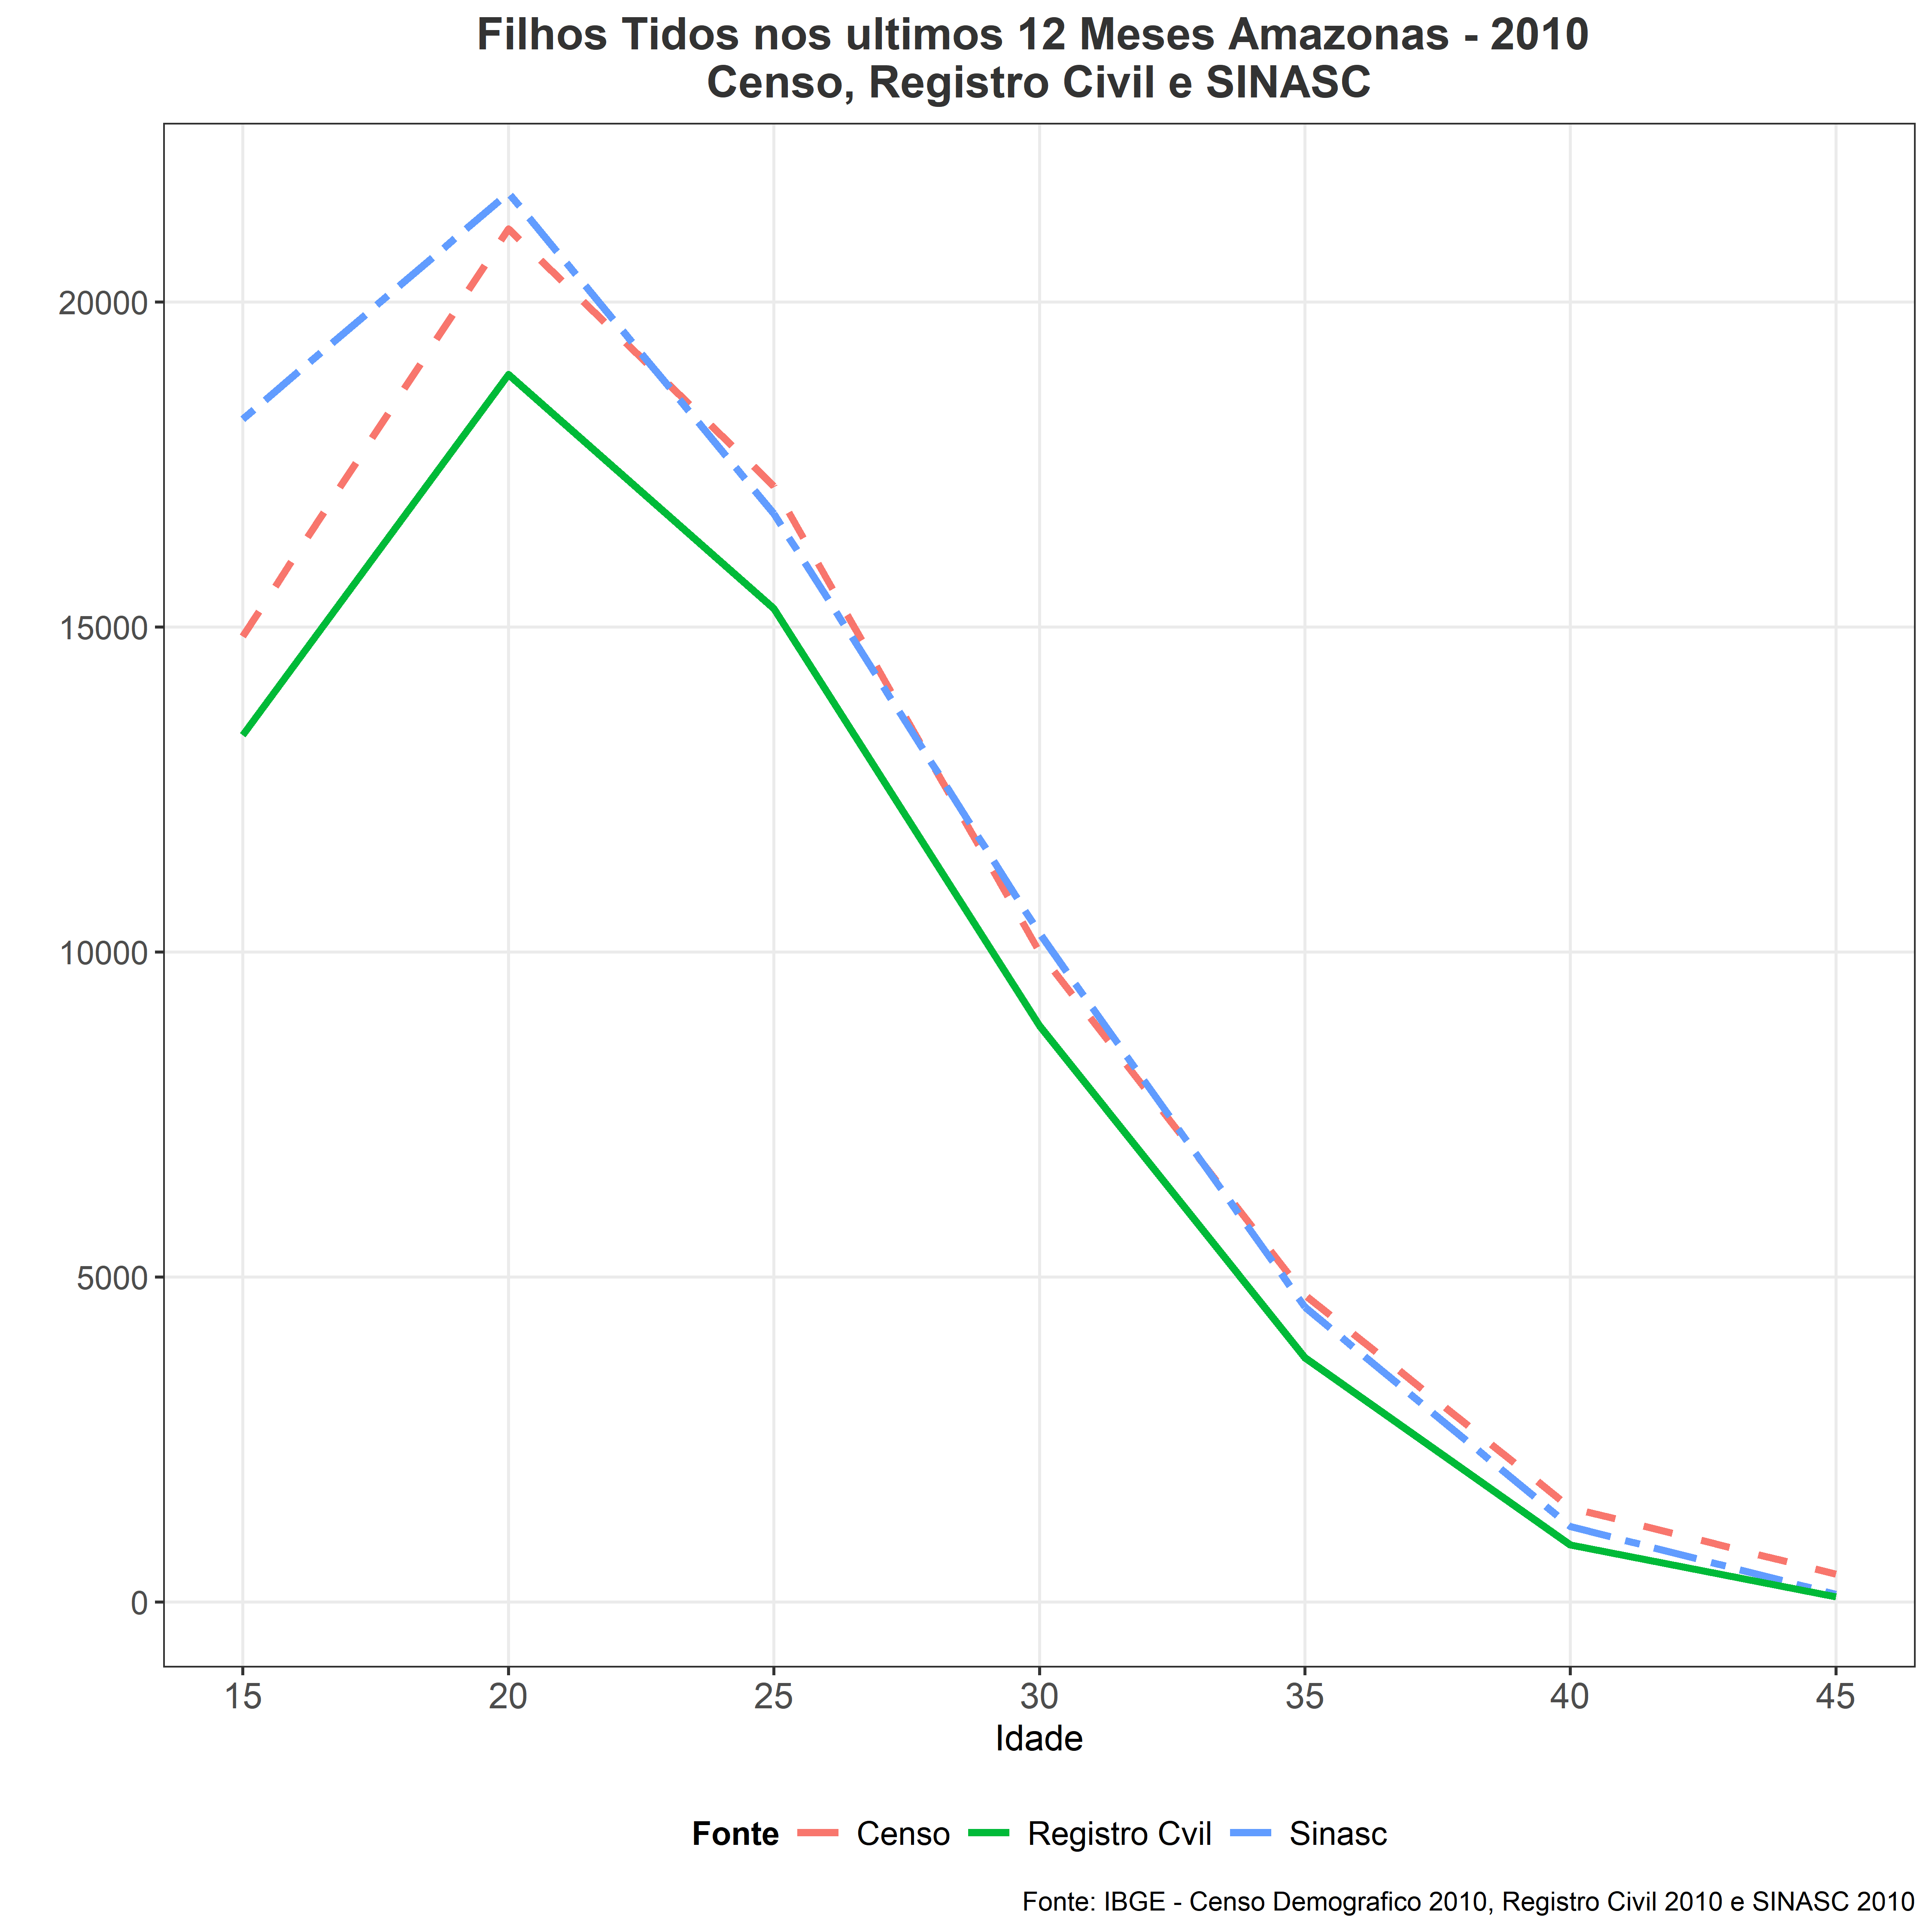 Filhos Tidos nos ultimos 12 Meses Amazonas - 2010
Censo, Registro Civil e SINASC
20000
15000
10000
5000
0
15 20 25 30 35 40 45
Idade
Fonte Censo Registro Cvil Sinasc
Fonte: IBGE - Censo Demografico 2010, Registro Civil 2010 e SINASC 2010